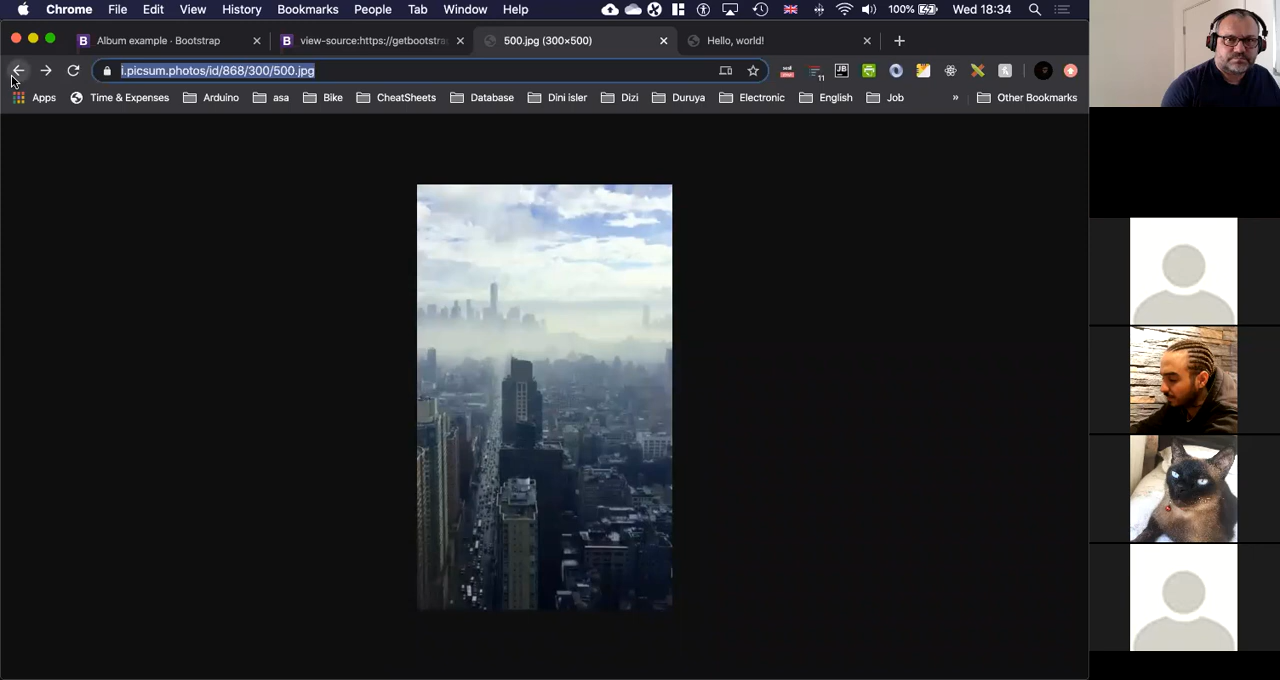 Chrome File Edit View History Bookmarks People Tab Window Help 100% Wed 18:34
Album example · Bootstrap view-source:https://getbootstra 500.jpg (300×500) Hello, world!
i.picsum.photos/id/868/300/500.jpg 11
Apps Time & Expenses Arduino asa Bike CheatSheets Database Dini isler Dizi Duruya Electronic English Job » Other Bookmarks